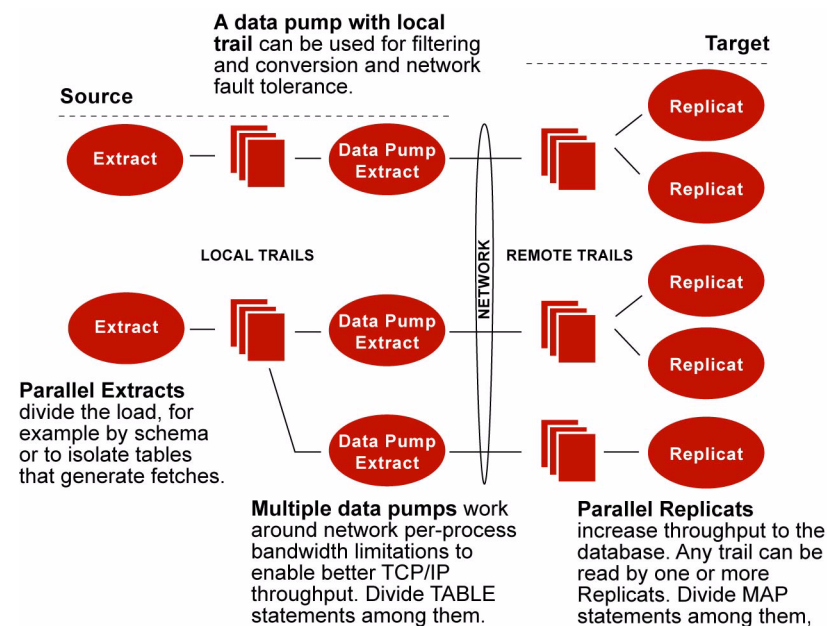 A data pump with local
trail can be used for filtering
and conversion and network
fault tolerance.
Target
Source
Replicat
Extract
Data Pump
Extract
Replicat
LOCAL TRAILS
NETWORK
REMOTE TRAILS
Replicat
Extract
Data Pump
Extract
Replicat
Parallel Extracts
divide the load, for
example by schema
or to isolate tables
that generate fetches.
Data Pump
Extract
Replicat
Multiple data pumps work
around network per-process
bandwidth limitations to
enable better TCP/IP
throughput. Divide TABLE
statements among them.
Parallel Replicats
increase throughput to the
database. Any trail can be
read by one or more
Replicats. Divide MAP
statements among them,